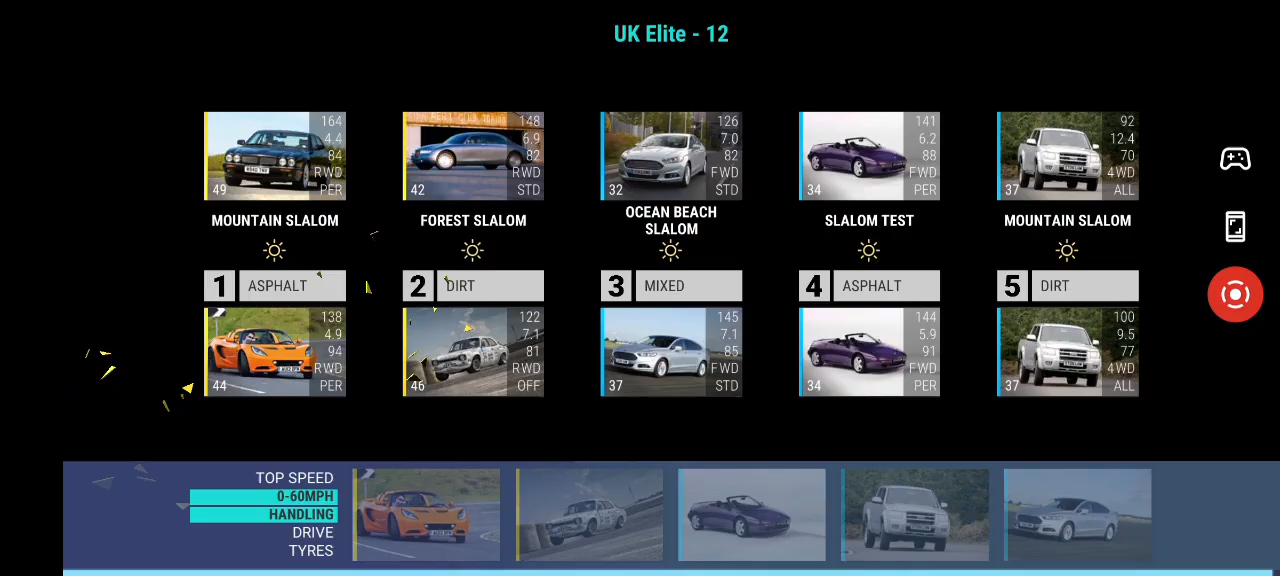 UK Elite - 12
164
4.4
84
RWD
49 PER
148
6.9
82
RWD
42 STD
126
7.0
82
FWD
32 STD
141
6.2
88
FWD
34 PER
92
12.4
70
4WD
37 ALL
MOUNTAIN SLALOM
FOREST SLALOM
OCEAN BEACH
SLALOM
SLALOM TEST
MOUNTAIN SLALOM
1 ASPHALT
2 DIRT
3 MIXED
4 ASPHALT
5 DIRT
138
4.9
94
RWD
44 PER
122
7.1
81
RWD
46 OFF
145
7.1
85
FWD
37 STD
144
5.9
91
FWD
34 PER
100
9.5
77
4WD
37 ALL
TOP SPEED
0-60MPH
HANDLING
DRIVE
TYRES